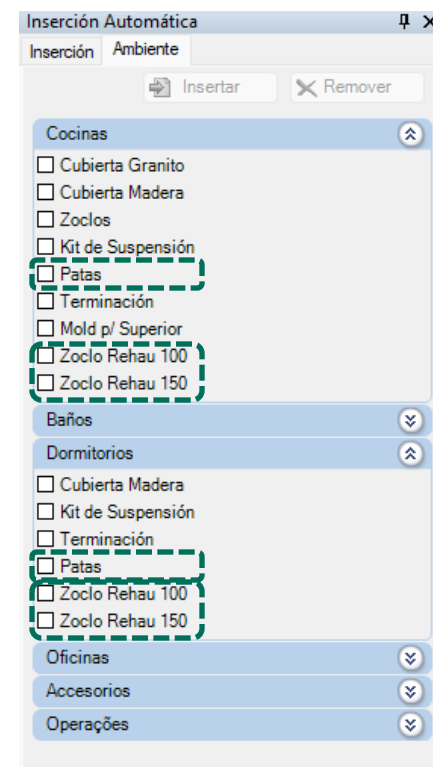 Inserción Automática
Inserción Ambiente
Insertar Remover
Cocinas
Cubierta Granito
Cubierta Madera
Zoclos
Kit de Suspensión
Patas
Terminación
Mold p/ Superior
Zoclo Rehau 100
Zoclo Rehau 150
Baños
Dormitorios
Cubierta Madera
Kit de Suspensión
Terminación
Patas
Zoclo Rehau 100
Zoclo Rehau 150
Oficinas
Accesorios
Operações